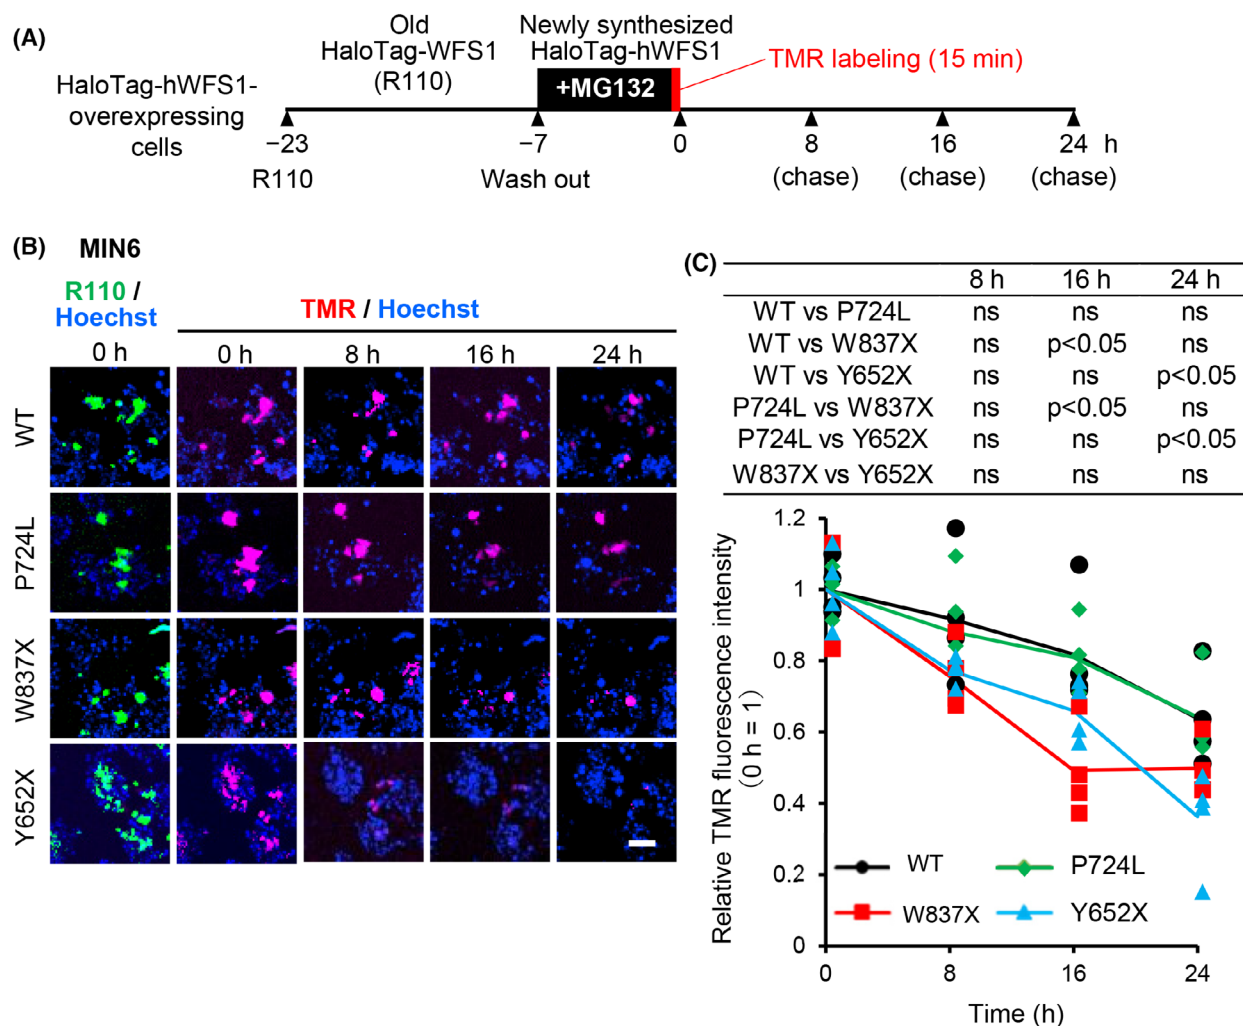 (A)
Old
HaloTag-WFS1
(R110)
Newly synthesized
HaloTag-hWFS1
+MG132
TMR labeling (15 min)
HaloTag-hWFS1-
overexpressing
cells
−23 −7 0 8 16 24 h
R110 Wash out (chase) (chase) (chase)
(B) MIN6
R110 /
Hoechst
TMR / Hoechst
0 h 0 h 8 h 16 h 24 h
WT
P724L
W837X
Y652X
(C)
8 h 16 h 24 h
WT vs P724L ns ns ns
WT vs W837X ns p<0.05 ns
WT vs Y652X ns ns p<0.05
P724L vs W837X ns p<0.05 ns
P724L vs Y652X ns ns p<0.05
W837X vs Y652X ns ns ns
Relative TMR fluorescence intensity
(0 h = 1)
1.2
1
0.8
0.6
0.4
0.2
0
WT P724L
W837X Y652X
0 8 16 24
Time (h)